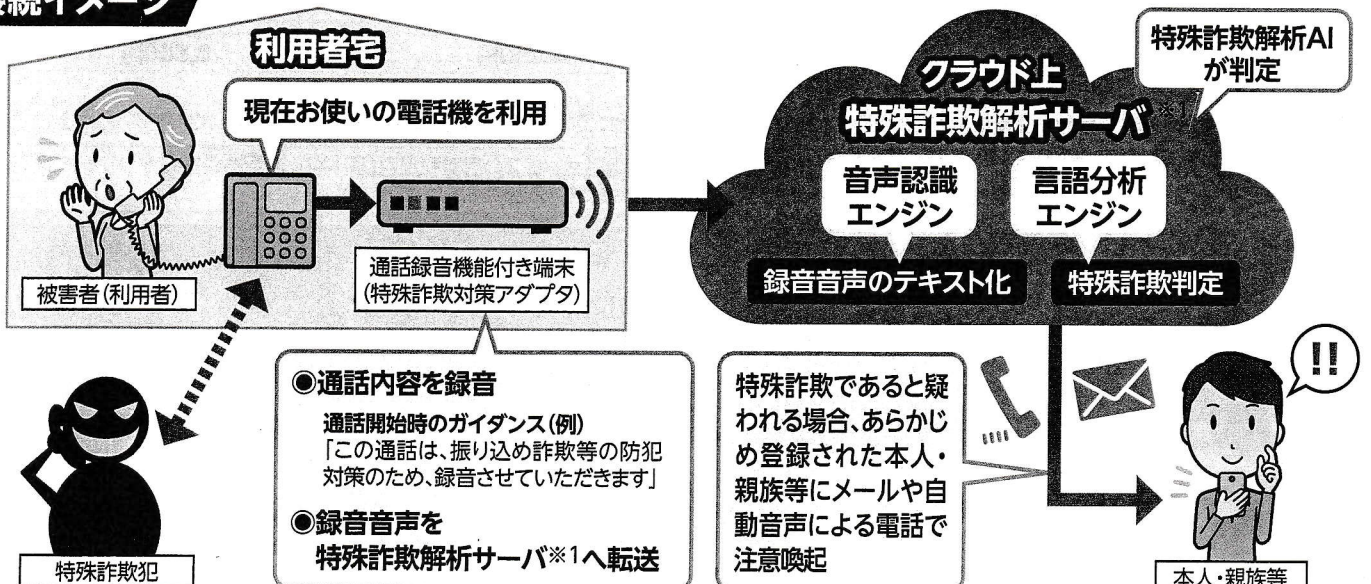 接続イメージ
利用者宅
現在お使いの電話機を利用
被害者(利用者)
通話録音機能付き端末
(特殊詐欺対策アダプタ)
特殊詐欺解析AI
が判定
クラウド上
特殊詐欺解析サーバ※1
音声認識
エンジン
言語分析
エンジン
録音音声のテキスト化
特殊詐欺判定
●通話内容を録音
通話開始時のガイダンス(例)
「この通話は、振り込め詐欺等の防犯
対策のため、録音させていただきます」
●録音音声を
特殊詐欺解析サーバ※1へ転送
特殊詐欺であると疑
われる場合、あらかじ
め登録された本人・
親族等にメールや自
動音声による電話で
注意喚起
!!
特殊詐欺犯
本人・親族等